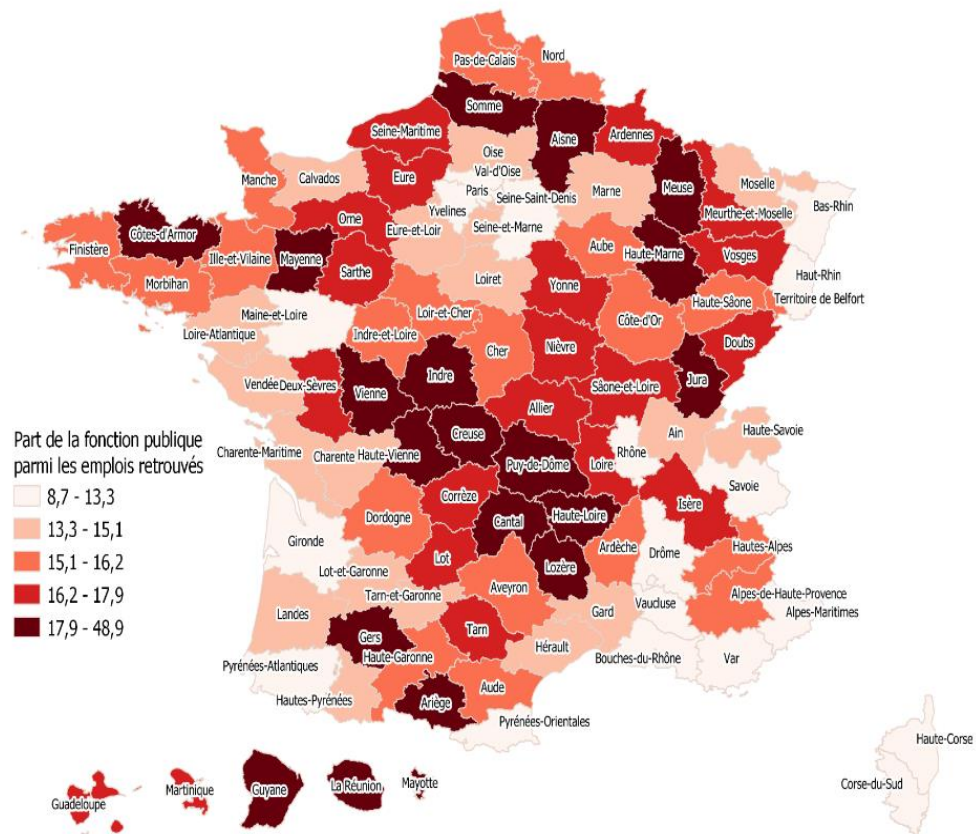 Pas-de-Calais
Nord
Somme
Seine-Maritime
Aisne
Ardennes
Oise
Val-d'Oise
Manche
Calvados
Eure
Paris
Seine-Saint-Denis
Marne
Meuse
Moselle
Bas-Rhin
Yvelines
Meurthe-et-Moselle
Orne
Seine-et-Marne
Eure-et-Loir
Côtes-d'Armor
Finistère
Ille-et-Vilaine
Mayenne
Aube
Haute-Marne
Vosges
Sarthe
Loiret
Haut-Rhin
Morbihan
Yonne
Territoire de Belfort
Maine-et-Loire
Loir-et-Cher
Haute-Saône
Loire-Atlantique
Indre-et-Loire
Côte-d'Or
Cher
Nièvre
Doubs
Vendée
Deux-Sèvres
Vienne
Indre
Saône-et-Loire
Jura
Allier
Part de la fonction publique
parmi les emplois retrouvés
8,7 - 13,3
13,3 - 15,1
15,1 - 16,2
16,2 - 17,9
17,9 - 48,9
Charente-Maritime
Charente
Haute-Vienne
Creuse
Puy-de-Dôme
Loire
Rhône
Ain
Haute-Savoie
Savoie
Corrèze
Isère
Dordogne
Cantal
Haute-Loire
Gironde
Lot
Lozère
Ardèche
Drôme
Hautes-Alpes
Lot-et-Garonne
Aveyron
Tarn-et-Garonne
Alpes-de-Haute-Provence
Landes
Gard
Vaucluse
Alpes-Maritimes
Gers
Tarn
Haute-Garonne
Hérault
Bouches-du-Rhône
Var
Pyrénées-Atlantiques
Hautes-Pyrénées
Ariège
Aude
Pyrénées-Orientales
Haute-Corse
Corse-du-Sud
Guadeloupe
Martinique
Guyane
La Réunion
Mayotte